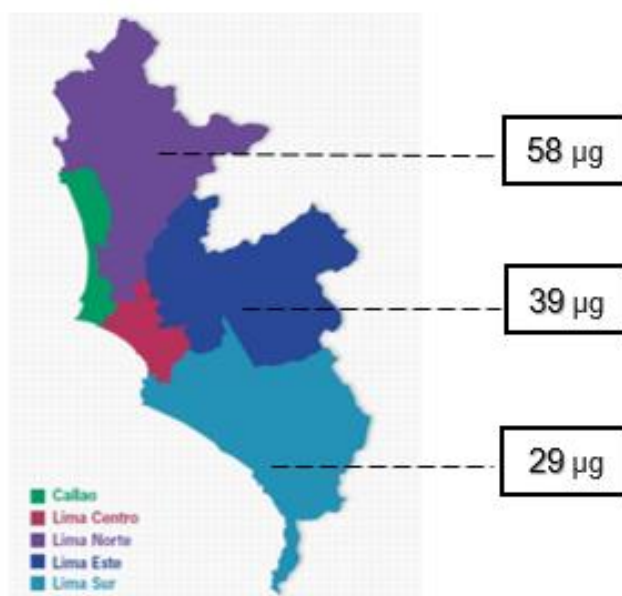 58 µg
39 µg
29 µg
Callao
Lima Centro
Lima Norte
Lima Este
Lima Sur